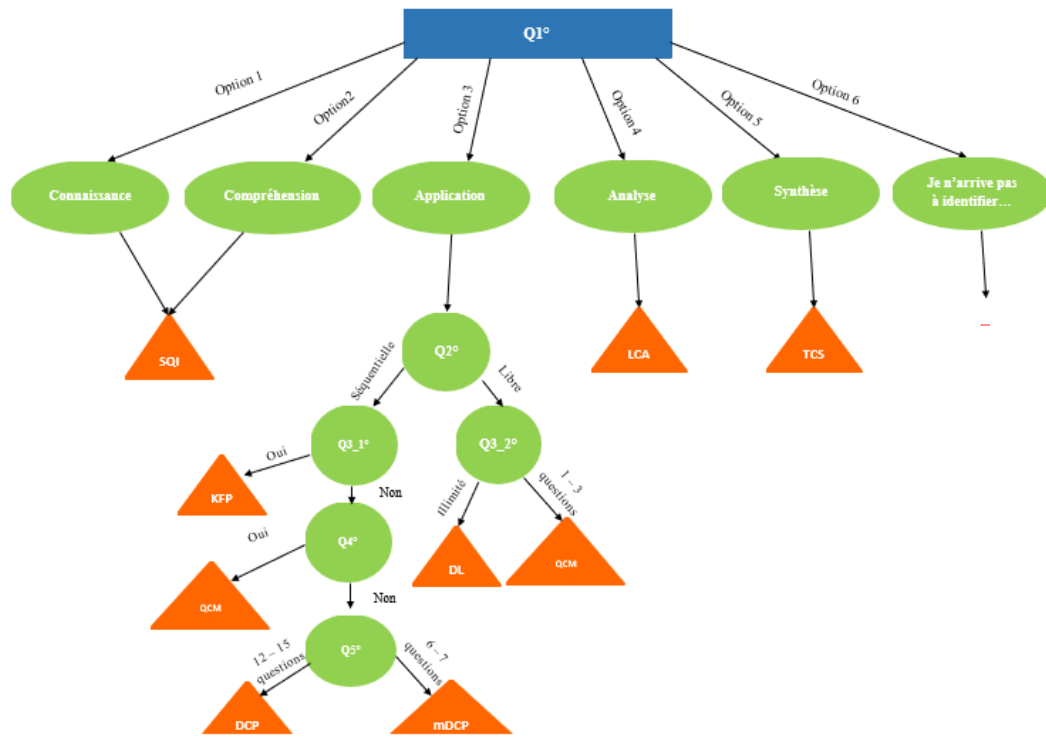 Q1°
Option 1
Option2
Option 3
Option 4
Option 5
Option 6
Connaissance
Compréhension
Application
Analyse
Synthèse
Je n'arrive pas
à identifier…
SQI
LCA
TCS
...
Q2°
Séquentielle
Libre
Q3_1°
Q3_2°
Oui
Non
illimité
1 – 3
questions
KFP
Q4°
DL
QCM
Oui
Non
QCM
Q5°
12 – 15
questions
6 – 7
questions
DCP
mDCP